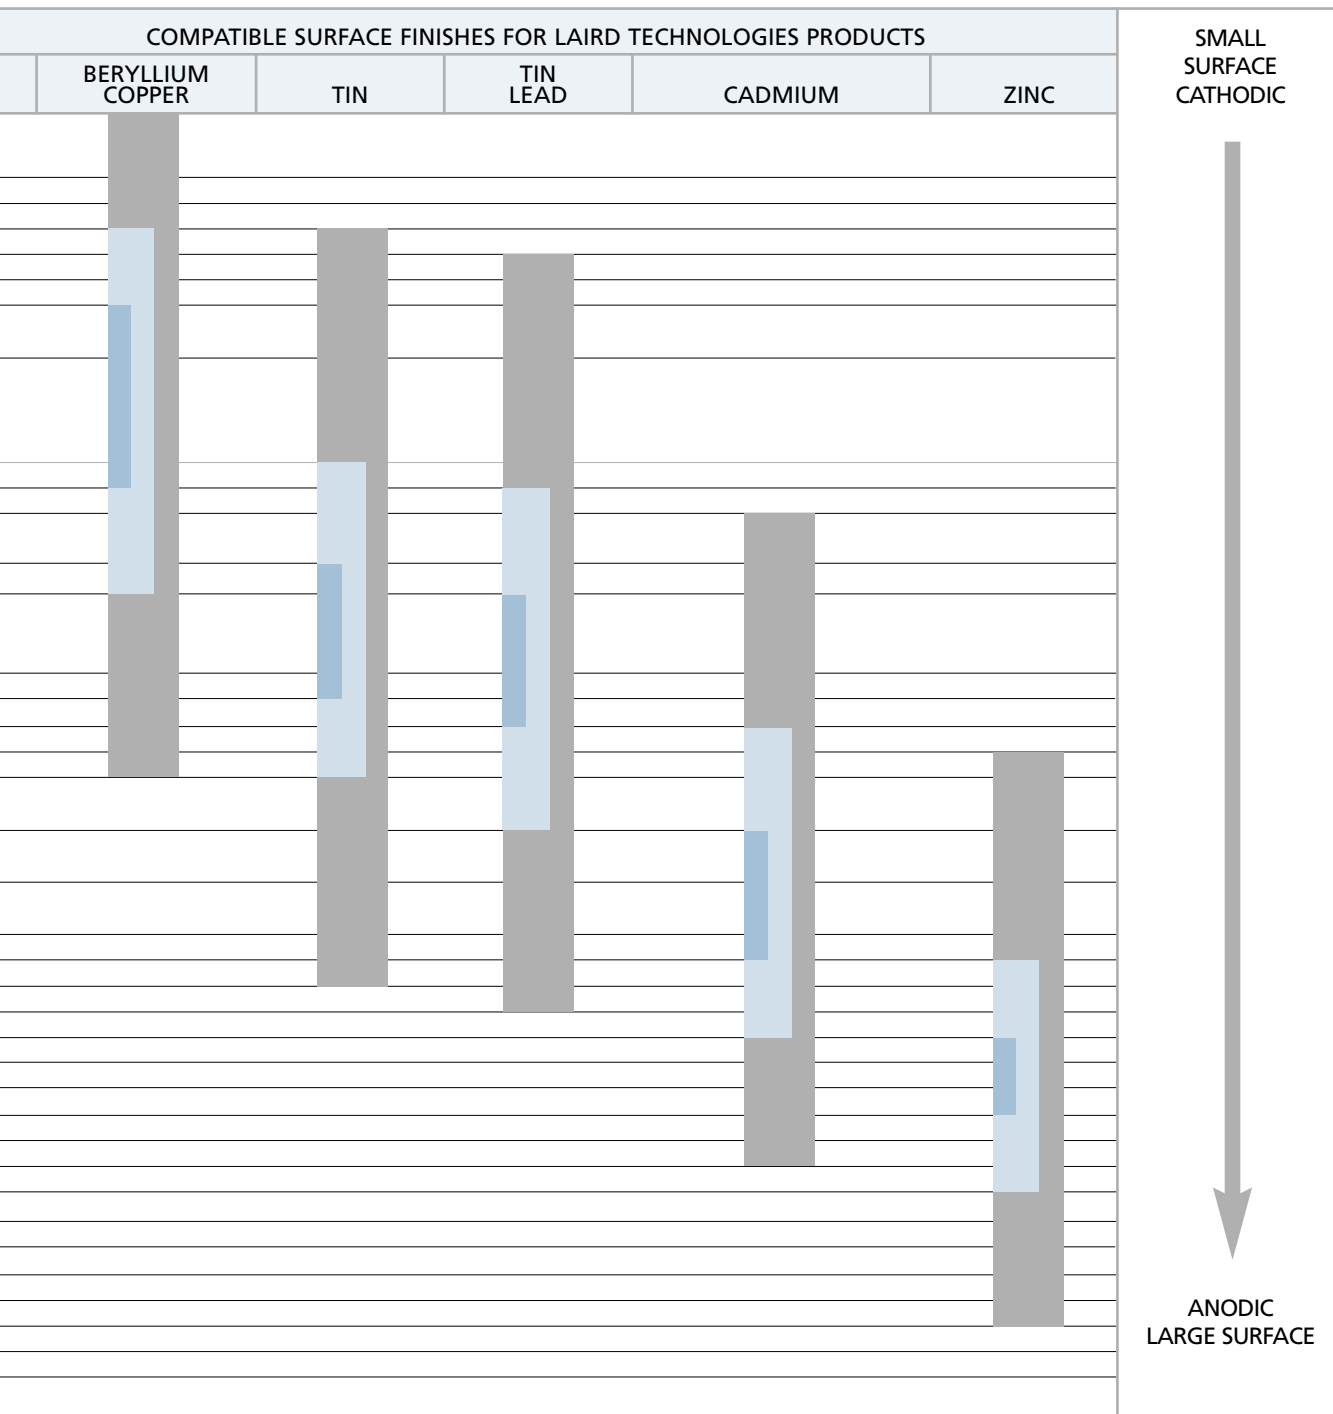 COMPATIBLE SURFACE FINISHES FOR LAIRD TECHNOLOGIES PRODUCTS
BERYLLIUM
COPPER
TIN
TIN
LEAD
CADMIUM
ZINC
SMALL
SURFACE
CATHODIC
ANODIC
LARGE SURFACE